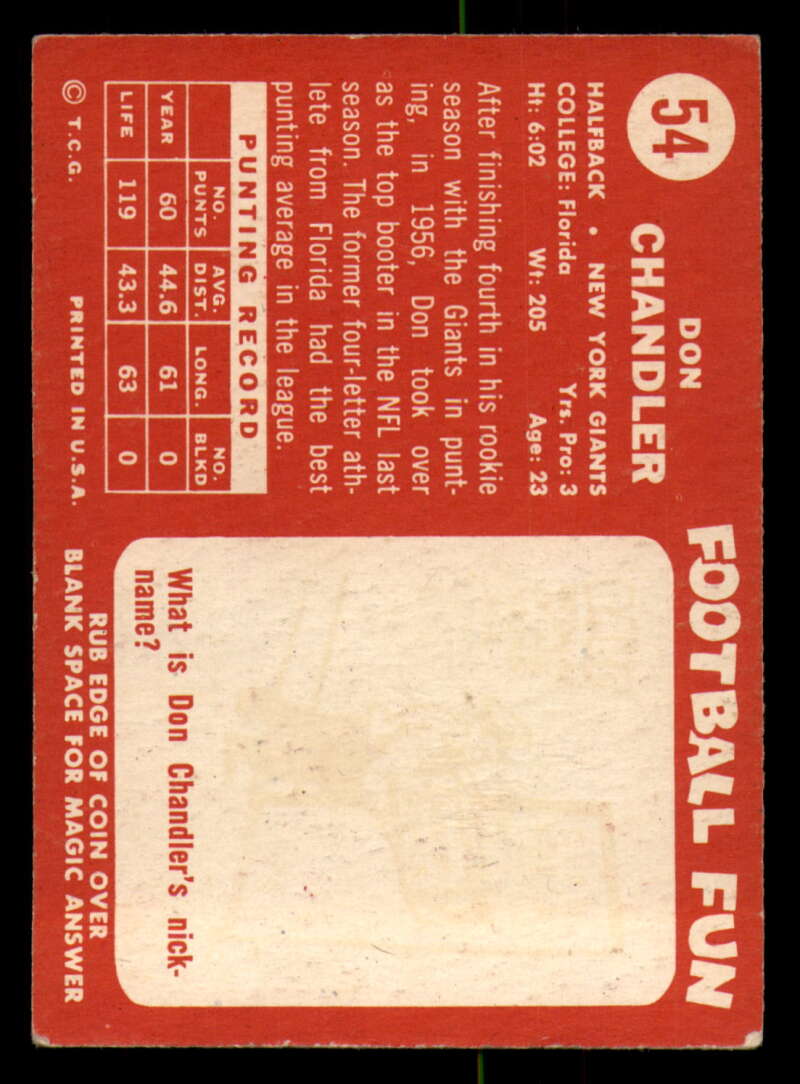 54
DON
CHANDLER
HALFBACK • NEW YORK GIANTS
COLLEGE: Florida Yrs. Pro: 3
Ht: 6:02 Wt: 205 Age: 23
After finishing fourth in his rookie
season with the Giants in punt-
ing, in 1956, Don took over
as the top booter in the NFL last
season. The former four-letter ath-
lete from Florida had the best
punting average in the league.
PUNTING RECORD
NO. PUNTS AVG. DIST. LONG. NO. BLKD
YEAR 60 44.6 61 0
LIFE 119 43.3 63 0
© T.C.G. PRINTED IN U.S.A.
FOOTBALL FUN
What is Don Chandler's nick-
name?
RUB EDGE OF COIN OVER
BLANK SPACE FOR MAGIC ANSWER